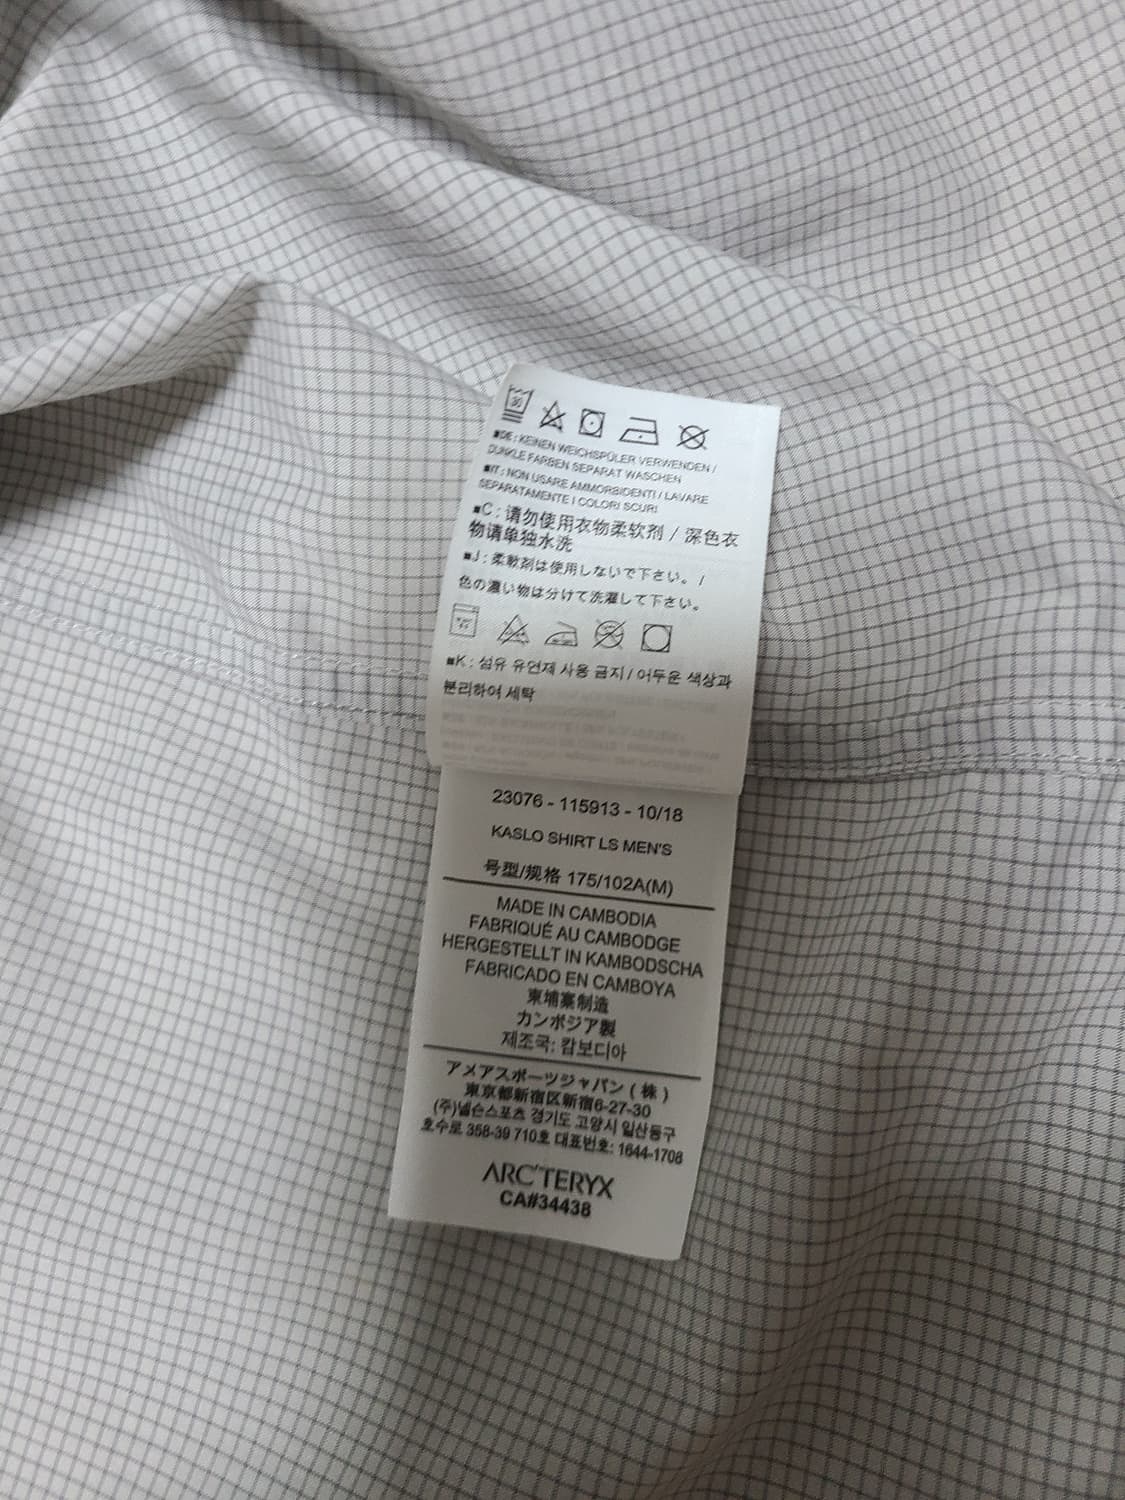 30
■DE : KEINEN WEICHSPÜLER VERWENDEN /
DUNKLE FARBEN SEPARAT WASCHEN
■IT : NON USARE AMMORBIDENTI / LAVARE
SEPARATAMENTE I COLORI SCURI
■C : 请勿使用衣物柔软剂 / 深色衣
物请单独水洗
■J : 柔軟剤は使用しないで下さい。 /
色の濃い物は分けて洗濯して下さい。
■K : 섬유 유연제 사용 금지 / 어두운 색상과
분리하여 세탁
23076 - 115913 - 10/18
KASLO SHIRT LS MEN'S
号型/规格 175/102A(M)
MADE IN CAMBODIA
FABRIQUÉ AU CAMBODGE
HERGESTELLT IN KAMBODSCHA
FABRICADO EN CAMBOYA
柬埔寨制造
カンボジア製
제조국: 캄보디아
アメアスポーツジャパン ( 株 )
東京都新宿区新宿6-27-30
(주)넬슨스포츠 경기도 고양시 일산동구
호수로 358-39 710호 대표번호: 1644-1708
ARC'TERYX
CA#34438